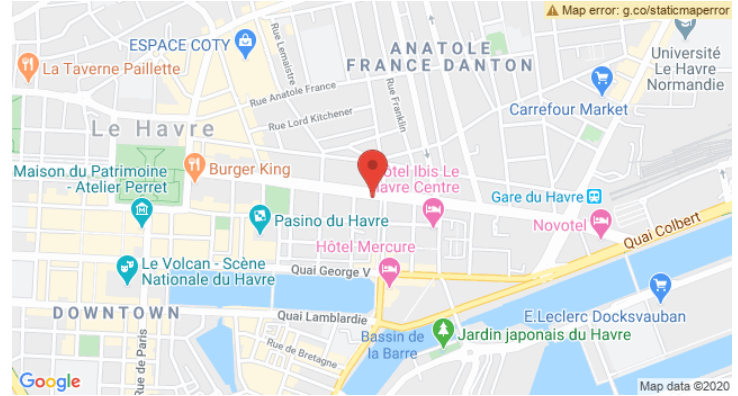 Map error: g.co/staticmaperror
ESPACE COTY
Rue Lemaistre
ANATOLE
FRANCE DANTON
Université
Le Havre
Normandie
La Taverne Paillette
Rue Anatole France
Rue Franklin
Carrefour Market
Rue Lord Kitchener
Le Havre
Maison du Patrimoine
- Atelier Perret
Burger King
otel Ibis Le
avre Centre
Gare du Havre
Pasino du Havre
Novotel
Quai Colbert
Hôtel Mercure
Le Volcan - Scène
Nationale du Havre
Quai George V
DOWNTOWN
Quai Lamblardie
E.Leclerc Docksvauban
Bassin de
la Barre
Jardin japonais du Havre
Rue de Bretagne
Rue de Paris
Google
Map data ©2020